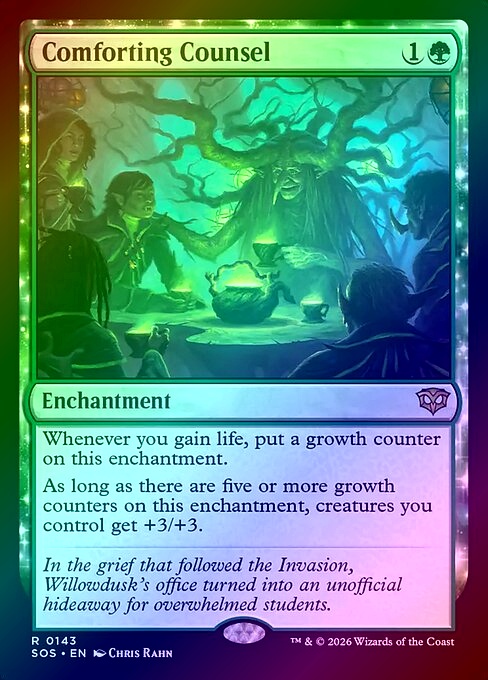 Comforting Counsel 1
Enchantment
Whenever you gain life, put a growth counter
on this enchantment.
As long as there are five or more growth
counters on this enchantment, creatures you
control get +3/+3.
In the grief that followed the Invasion,
Willowdusk's office turned into an unofficial
hideaway for overwhelmed students.
R 0143
SOS • EN Chris Rahn
™ & © 2026 Wizards of the Coast